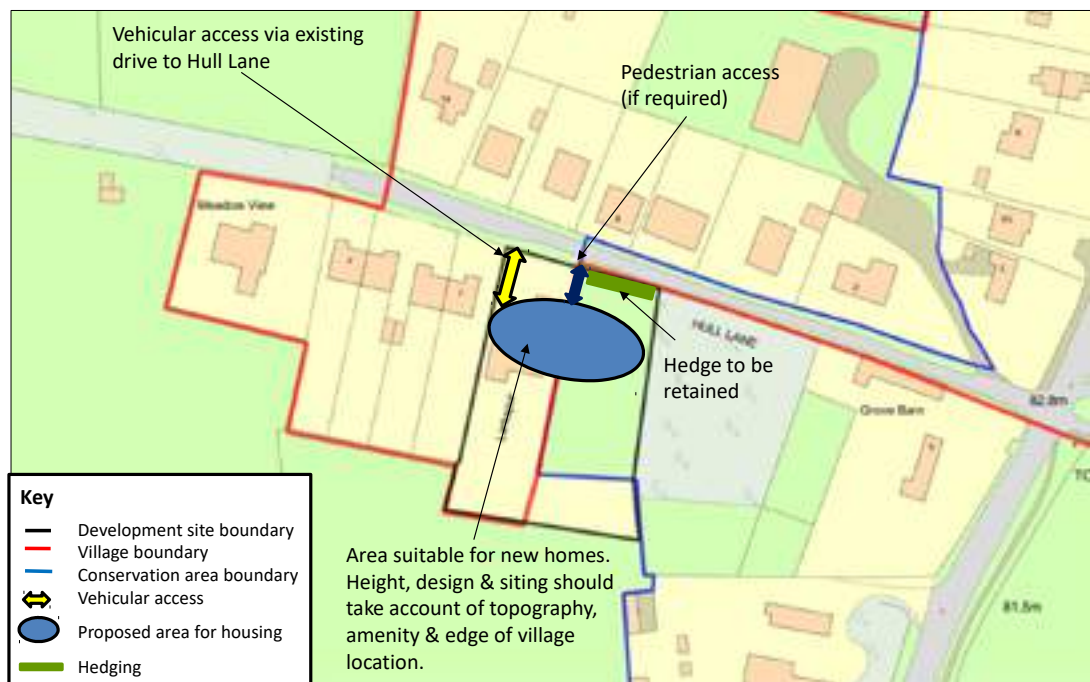 Vehicular access via existing
drive to Hull Lane
Pedestrian access
(if required)
Meadow View
HULL LANE
Hedge to be
retained
Grove Barn
82.8m
TC
Key
Development site boundary
Village boundary
Conservation area boundary
Vehicular access
Proposed area for housing
Hedging
Area suitable for new homes.
Height, design & siting should
take account of topography,
amenity & edge of village
location.
81.5m